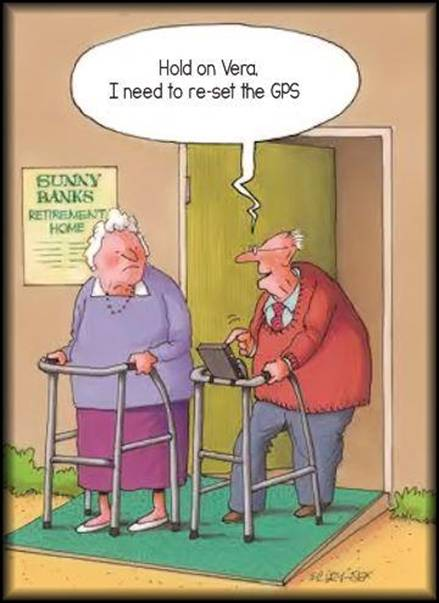 Hold on Vera,
I need to re-set the GPS
SUNNY
BANKS
RETIREMENT
HOME